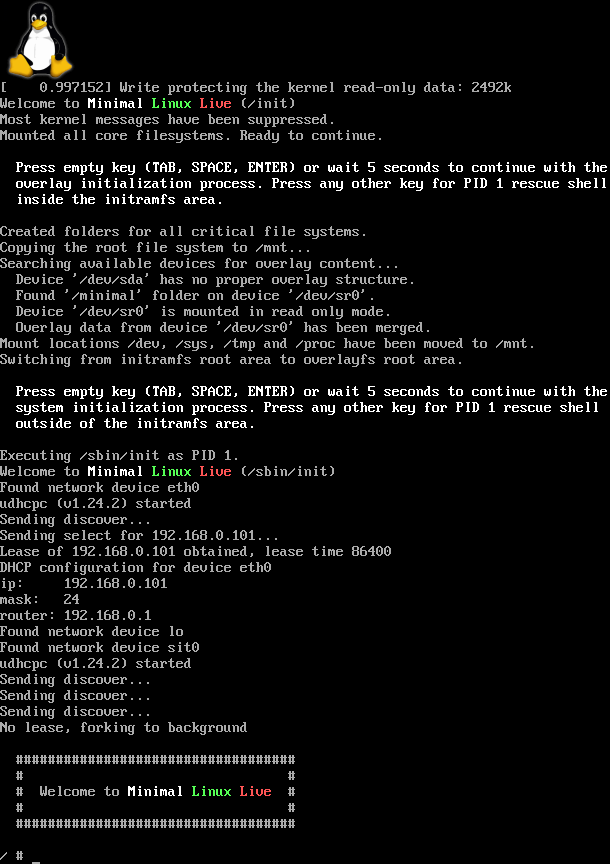 [    0.997152] Write protecting the kernel read-only data: 2492k
Welcome to Minimal Linux Live (/init)
Most kernel messages have been suppressed.
Mounted all core filesystems. Ready to continue.
Press empty key (TAB, SPACE, ENTER) or wait 5 seconds to continue with the
overlay initialization process. Press any other key for PID 1 rescue shell
inside the initramfs area.
Created folders for all critical file systems.
Copying the root file system to /mnt...
Searching available devices for overlay content...
Device '/dev/sda' has no proper overlay structure.
Found '/minimal' folder on device '/dev/sr0'.
Device '/dev/sr0' is mounted in read only mode.
Overlay data from device '/dev/sr0' has been merged.
Mount locations /dev, /sys, /tmp and /proc have been moved to /mnt.
Switching from initramfs root area to overlayfs root area.
Press empty key (TAB, SPACE, ENTER) or wait 5 seconds to continue with the
system initialization process. Press any other key for PID 1 rescue shell
outside of the initramfs area.
Executing /sbin/init as PID 1.
Welcome to Minimal Linux Live (/sbin/init)
Found network device eth0
udhcpc (v1.24.2) started
Sending discover...
Sending select for 192.168.0.101...
Lease of 192.168.0.101 obtained, lease time 86400
DHCP configuration for device eth0
ip:     192.168.0.101
mask:   24
router: 192.168.0.1
Found network device lo
Found network device sit0
udhcpc (v1.24.2) started
Sending discover...
Sending discover...
Sending discover...
No lease, forking to background
###################################
#                                 #
#  Welcome to Minimal Linux Live  #
#                                 #
###################################
/ # _